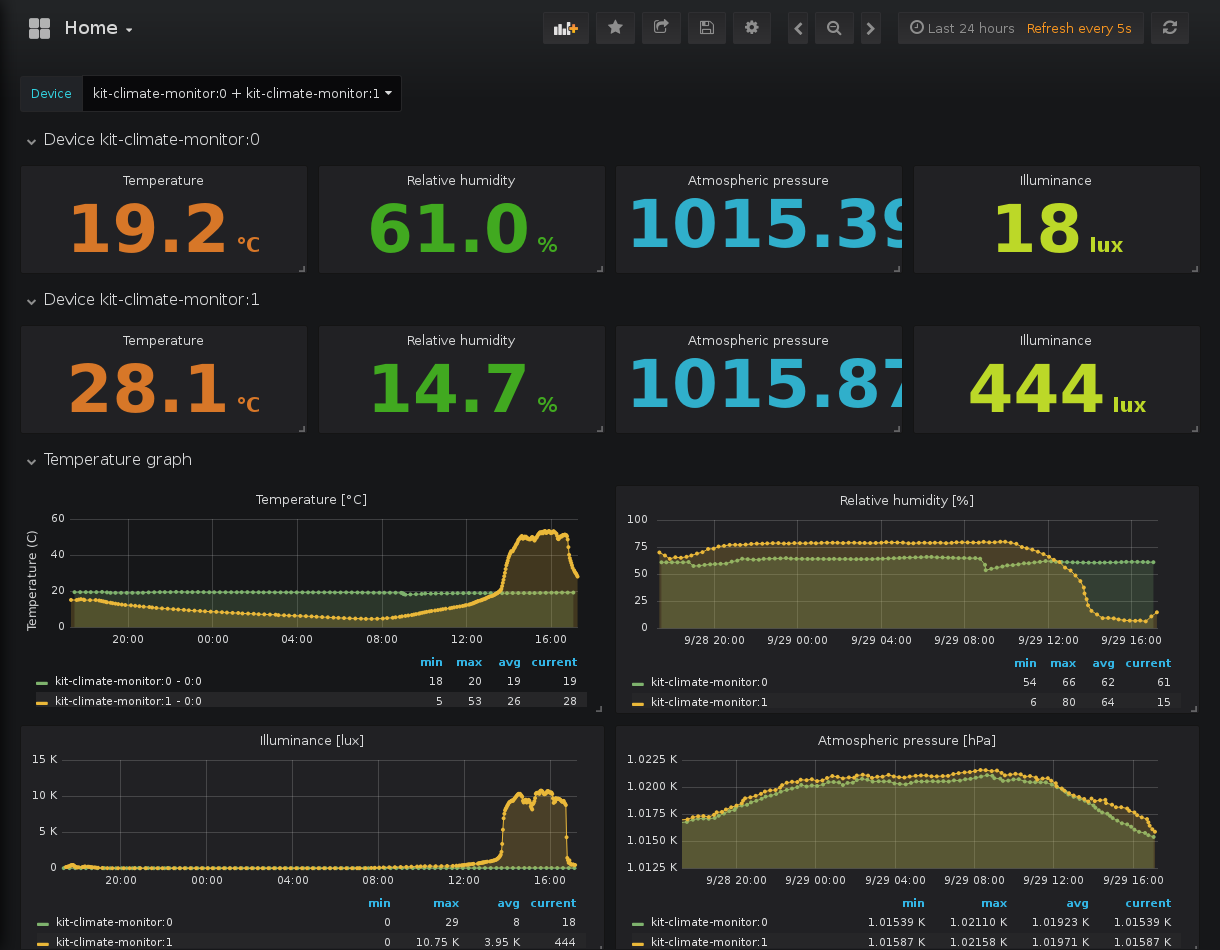 Home
Last 24 hours Refresh every 5s
Device kit-climate-monitor:0 + kit-climate-monitor:1
Device kit-climate-monitor:0
Temperature Relative humidity Atmospheric pressure Illuminance
19.2 °C 61.0 % 1015.39 18 lux
Device kit-climate-monitor:1
Temperature Relative humidity Atmospheric pressure Illuminance
28.1 °C 14.7 % 1015.87 444 lux
Temperature graph
Temperature [°C]
Temperature (C)
60
40
20
0
20:00 00:00 04:00 08:00 12:00 16:00
min max avg current
kit-climate-monitor:0 - 0:0 18 20 19 19
kit-climate-monitor:1 - 0:0 5 53 26 28
Relative humidity [%]
100
75
50
25
0
9/28 20:00 9/29 00:00 9/29 04:00 9/29 08:00 9/29 12:00 9/29 16:00
min max avg current
kit-climate-monitor:0 54 66 62 61
kit-climate-monitor:1 6 80 64 15
Illuminance [lux]
15 K
10 K
5 K
0
20:00 00:00 04:00 08:00 12:00 16:00
min max avg current
kit-climate-monitor:0 0 29 8 18
kit-climate-monitor:1 0 10.75 K 3.95 K 444
Atmospheric pressure [hPa]
1.0225 K
1.0200 K
1.0175 K
1.0150 K
1.0125 K
9/28 20:00 9/29 00:00 9/29 04:00 9/29 08:00 9/29 12:00 9/29 16:00
min max avg current
kit-climate-monitor:0 1.01539 K 1.02110 K 1.01923 K 1.01539 K
kit-climate-monitor:1 1.01587 K 1.02158 K 1.01971 K 1.01587 K